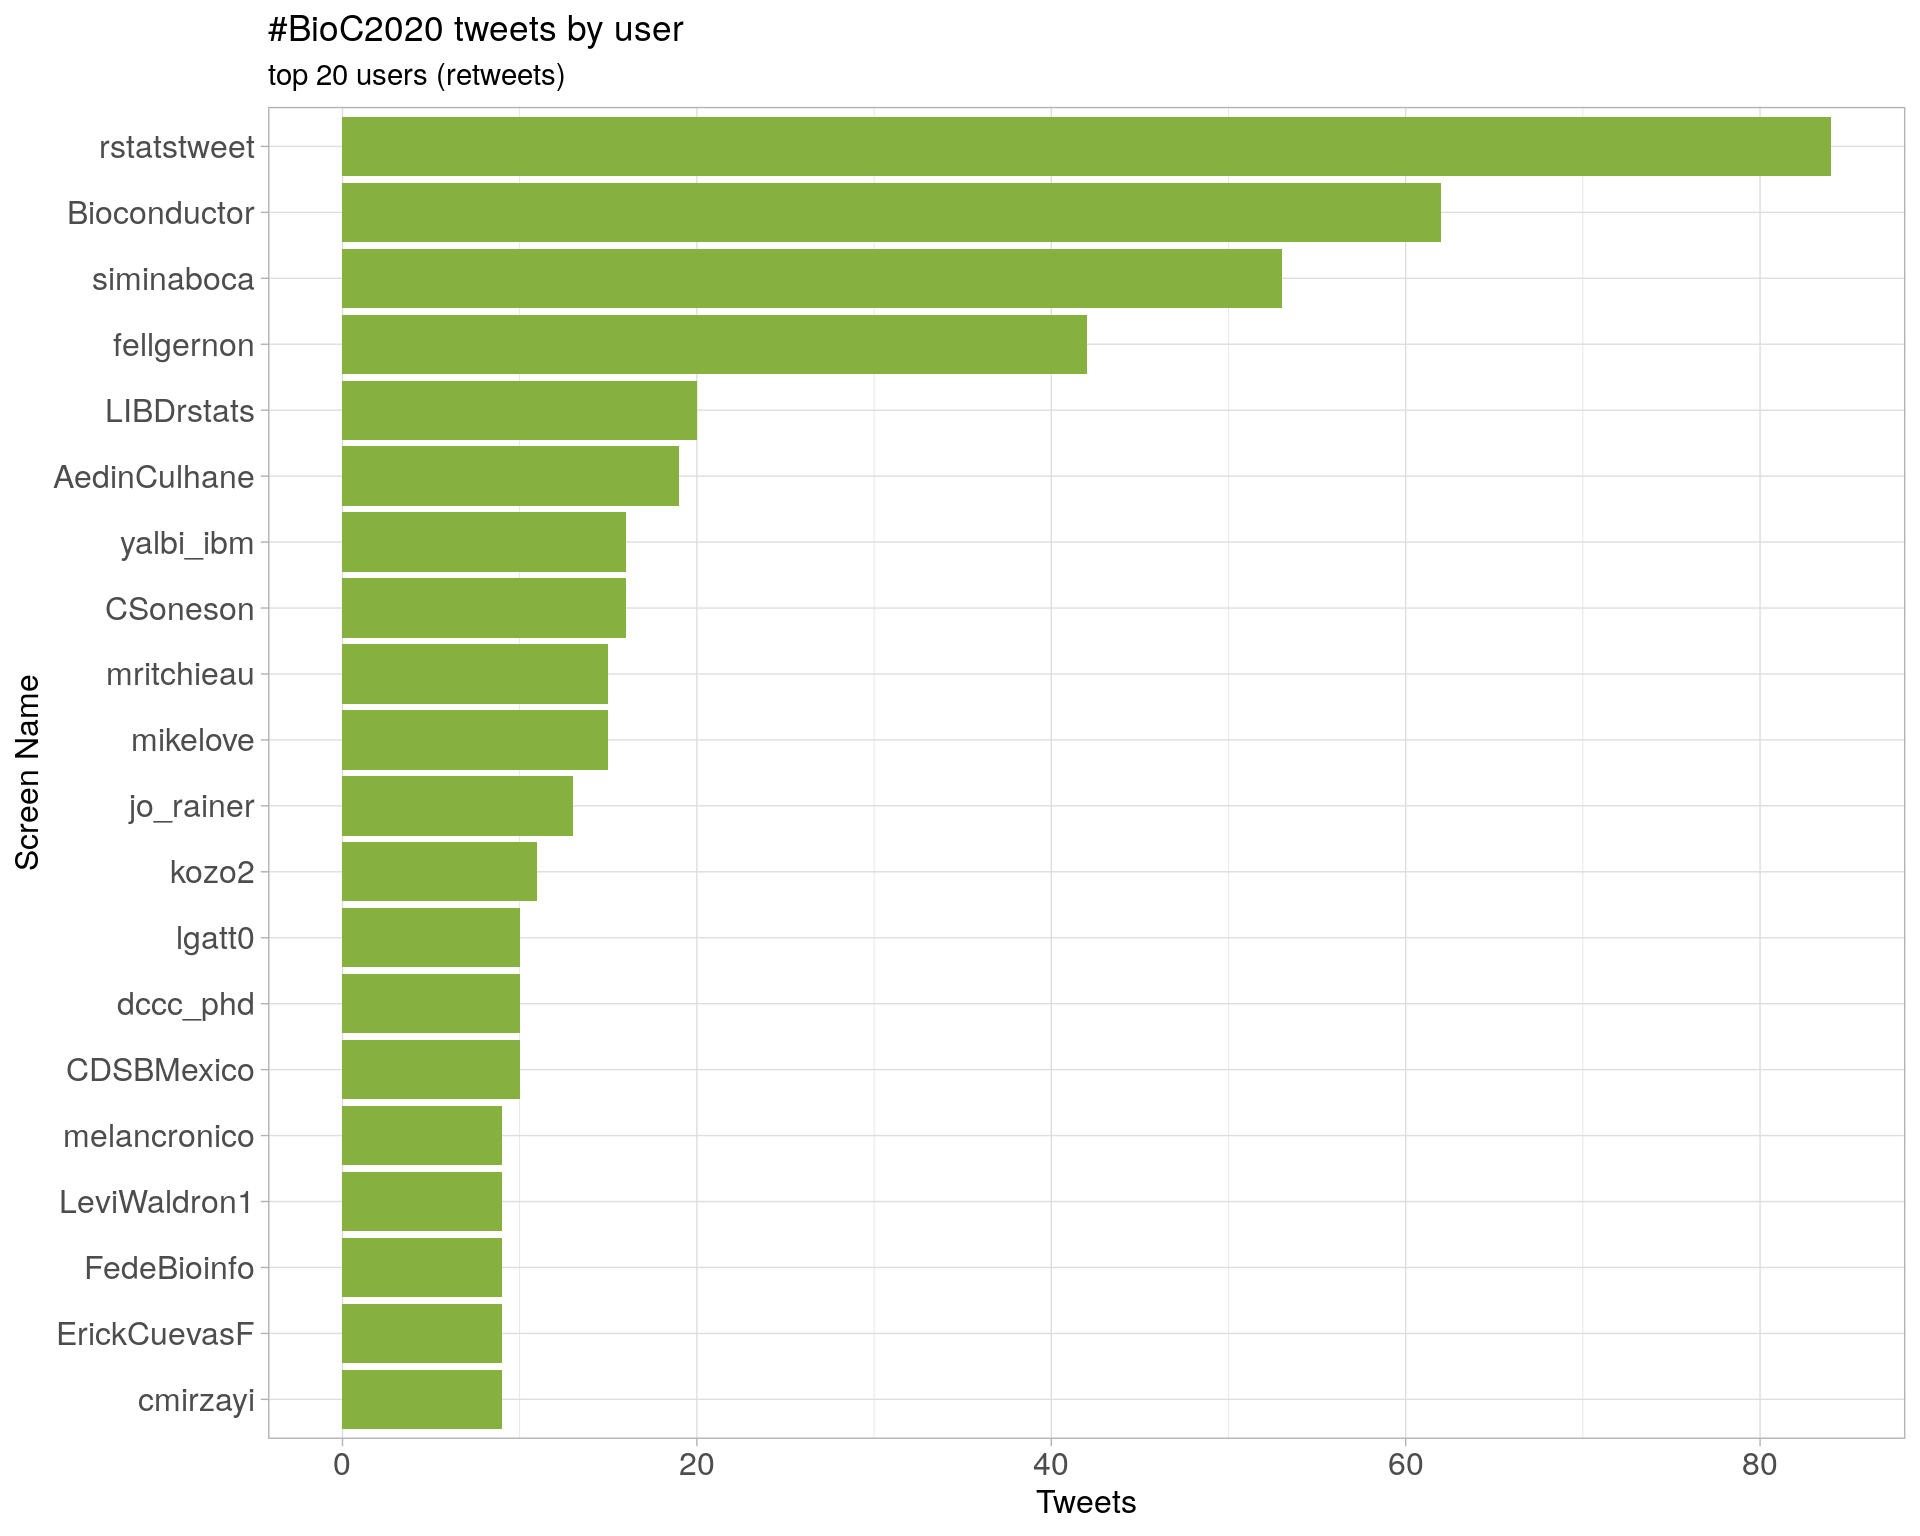 #BioC2020 tweets by user
top 20 users (retweets)
rstatstweet
Bioconductor
siminaboca
fellgernon
LIBDrstats
AedinCulhane
yalbi_ibm
CSoneson
mritchieau
mikelove
jo_rainer
kozo2
lgatt0
dccc_phd
CDSBMexico
melancronico
LeviWaldron1
FedeBioinfo
ErickCuevasF
cmirzayi
Screen Name
0 20 40 60 80
Tweets